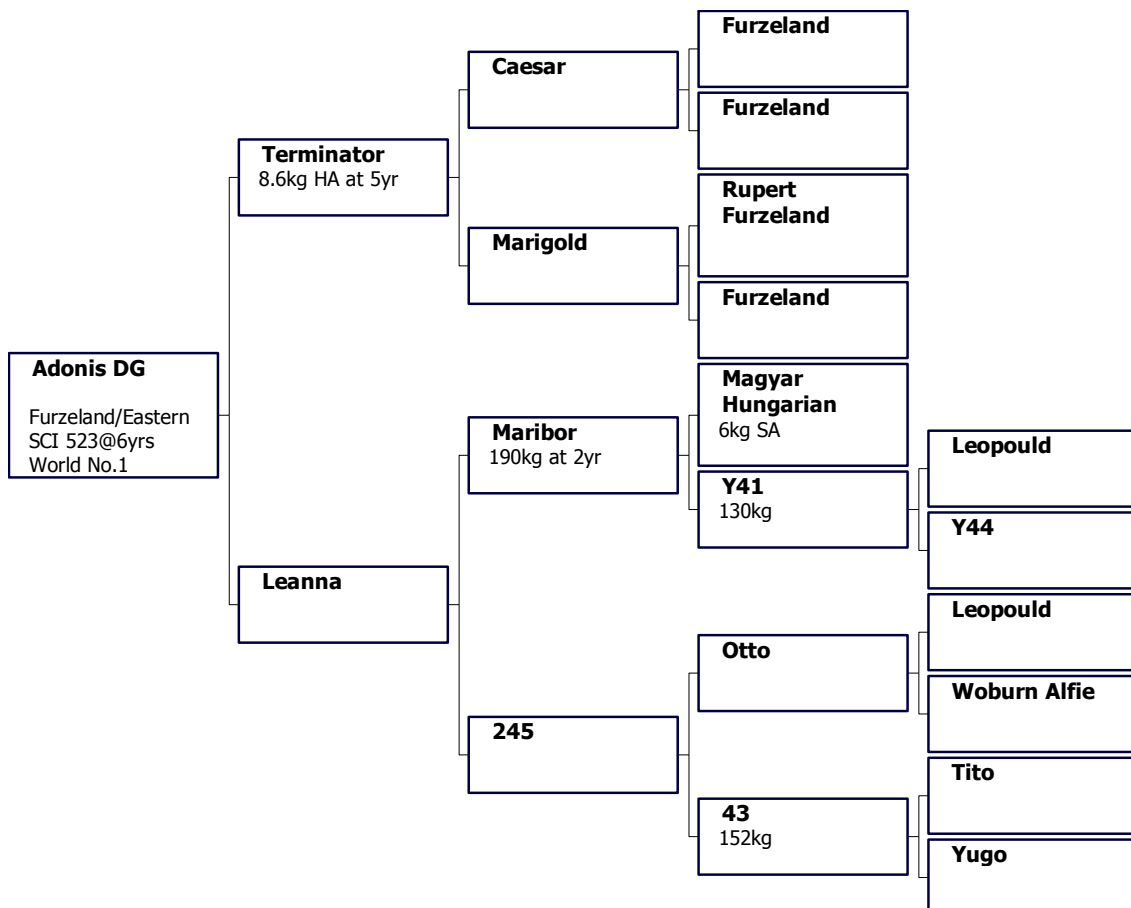 Adonis DG
Furzeland/Eastern
SCI 523@6yrs
World No.1
Terminator
8.6kg HA at 5yr
Leanna
Caesar
Marigold
Maribor
190kg at 2yr
245
Furzeland
Furzeland
Rupert
Furzeland
Furzeland
Magyar
Hungarian
6kg SA
Y41
130kg
Otto
43
152kg
Leopould
Y44
Leopould
Woburn Alfie
Tito
Yugo